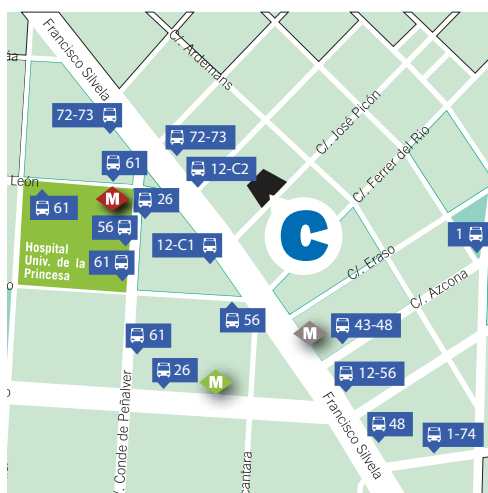 Francisco Silvela
C/. Ardemans
72-73
72-73
C/. José Picón
61
12-C2
C/. Ferrer del Rio
León
M
26
61
56
C
1
12-C1
Hospital
Univ. de la
Princesa
61
C/. Eraso
C/. Azcona
56
43-48
M
61
26
M
12-56
48
1-74
Francisco Silvela
/. Conde de Peñalver
cantara